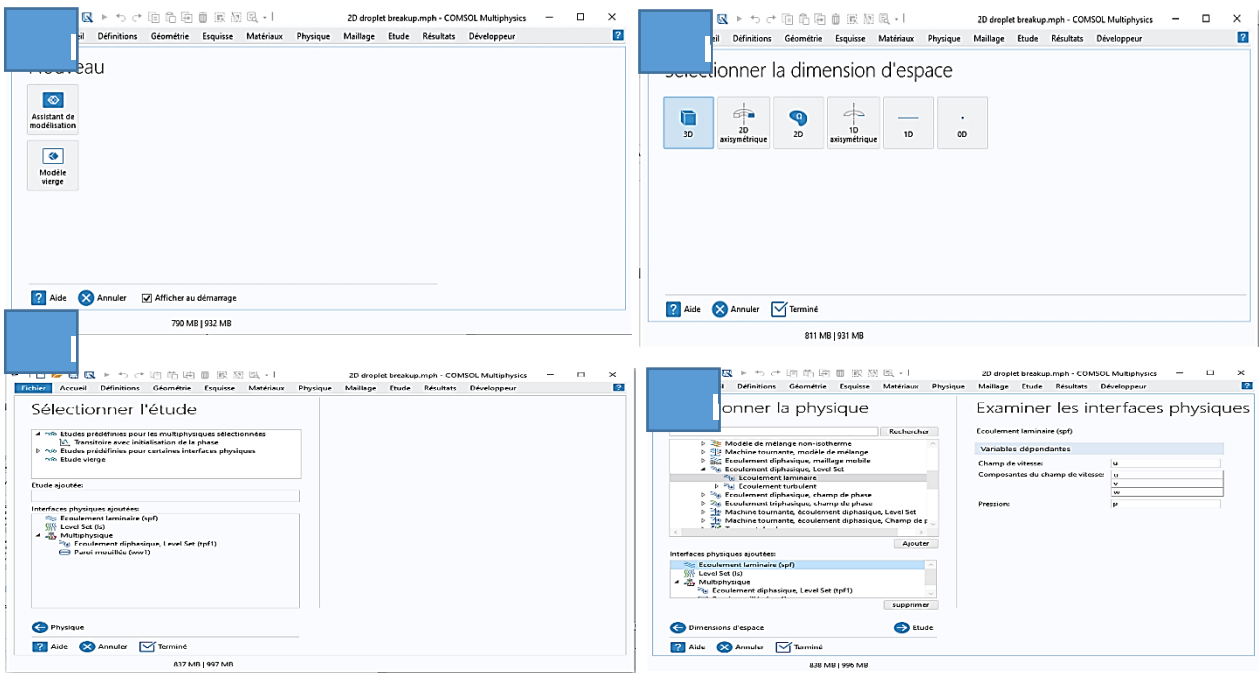 2D droplet breakup.mph - COMSOL Multiphysics
Définitions Géométrie Esquisse Matériaux Physique Maillage Etude Résultats Développeur
Nouveau
Assistant de
modélisation
Modèle
vierge
Aide Annuler Afficher au démarrage
790 MB | 932 MB
2D droplet breakup.mph - COMSOL Multiphysics
Définitions Géométrie Esquisse Matériaux Physique Maillage Etude Résultats Développeur
Sélectionner la dimension d'espace
3D
2D
axisymétrique
2D
1D
axisymétrique
1D
0D
Aide Annuler Terminé
811 MB | 931 MB
2D droplet breakup.mph - COMSOL Multiphysics
Fichier Accueil Définitions Géométrie Esquisse Matériaux Physique Maillage Etude Résultats Développeur
Sélectionner l'étude
Etudes prédéfinies pour les multiphysiques sélectionnées
Transitoire avec initialisation de la phase
Etudes prédéfinies pour certaines interfaces physiques
Etude vierge
Etude ajoutée:
Interfaces physiques ajoutées:
Ecoulement laminaire (spf)
Level Set (ls)
Multiphysique
Ecoulement diphasique, Level Set (tpf1)
Paroi mouillée (ww1)
Physique
Aide Annuler Terminé
837 MB | 997 MB
2D droplet breakup.mph - COMSOL Multiphysics
Définitions Géométrie Esquisse Matériaux Physique Maillage Etude Résultats Développeur
onner la physique
Rechercher
Modèle de mélange non-isotherme
Machine tournante, modèle de mélange
Ecoulement diphasique, maillage mobile
Ecoulement diphasique, Level Set
Ecoulement laminaire
Ecoulement turbulent
Ecoulement diphasique, champ de phase
Ecoulement triphasique, champ de phase
Machine tournante, écoulement diphasique, Level Set
Machine tournante, écoulement diphasique, Champ de p
Ajouter
Interfaces physiques ajoutées:
Ecoulement laminaire (spf)
Level Set (ls)
Multiphysique
Ecoulement diphasique, Level Set (tpf1)
supprimer
Dimensions d'espace Etude
Aide Annuler Terminé
838 MB | 996 MB
Examiner les interfaces physiques
Ecoulement laminaire (spf)
Variables dépendantes
Champ de vitesse: u
Composantes du champ de vitesse: u
v
w
Pression: p